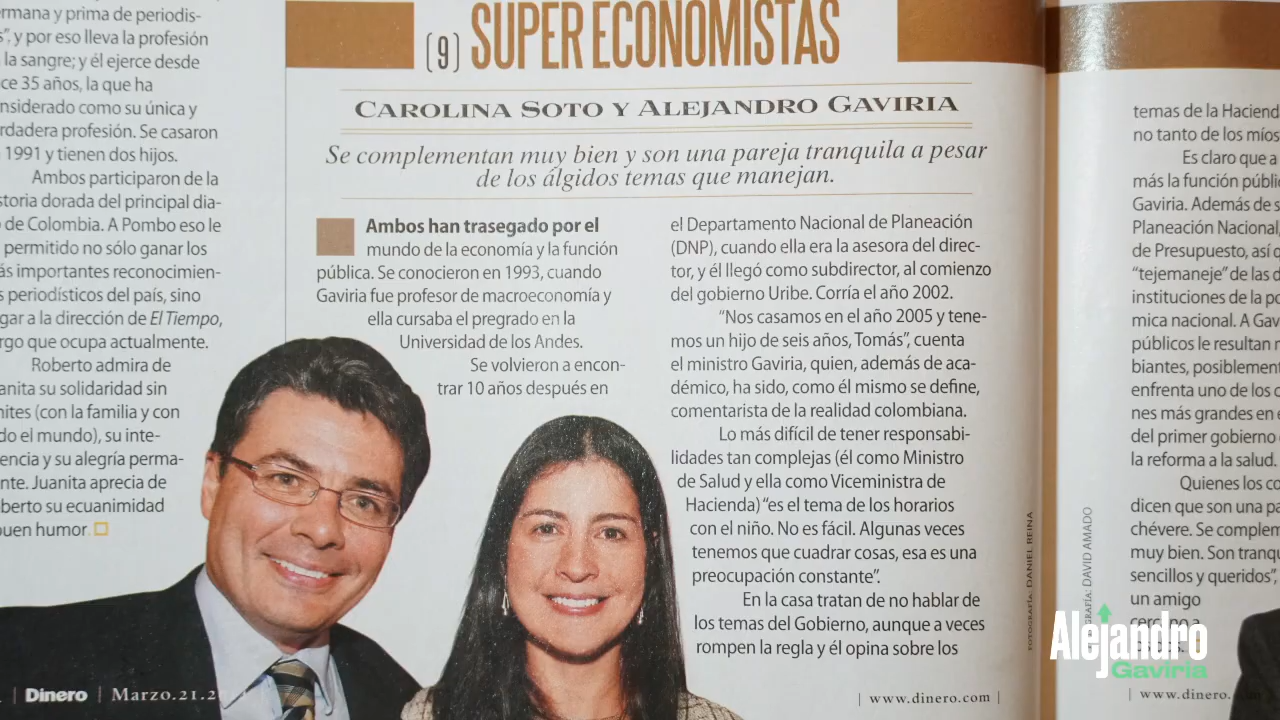 ermana y prima de periodis-
s", y por eso lleva la profesión
la sangre; y él ejerce desde
ce 35 años, la que ha
nsiderado como su única y
rdadera profesión. Se casaron
1991 y tienen dos hijos.
Ambos participaron de la
storia dorada del principal dia-
o de Colombia. A Pombo eso le
permitido no sólo ganar los
ás importantes reconocimien-
s periodísticos del país, sino
gar a la dirección de El Tiempo,
rgo que ocupa actualmente.
Roberto admira de
anita su solidaridad sin
mites (con la familia y con
do el mundo), su inte-
encia y su alegría perma-
nte. Juanita aprecia de
berto su ecuanimidad
buen humor.
| Dinero | Marzo.21.2
(9) SUPER ECONOMISTAS
CAROLINA SOTO Y ALEJANDRO GAVIRIA
Se complementan muy bien y son una pareja tranquila a pesar
de los álgidos temas que manejan.
Ambos han trasegado por el
mundo de la economía y la función
pública. Se conocieron en 1993, cuando
Gaviria fue profesor de macroeconomía y
ella cursaba el pregrado en la
Universidad de los Andes.
Se volvieron a encon-
trar 10 años después en
el Departamento Nacional de Planeación
(DNP), cuando ella era la asesora del direc-
tor, y él llegó como subdirector, al comienzo
del gobierno Uribe. Corría el año 2002.
"Nos casamos en el año 2005 y tene-
mos un hijo de seis años, Tomás", cuenta
el ministro Gaviria, quien, además de aca-
démico, ha sido, como él mismo se define,
comentarista de la realidad colombiana.
Lo más difícil de tener responsabi-
lidades tan complejas (él como Ministro
de Salud y ella como Viceministra de
Hacienda) "es el tema de los horarios
con el niño. No es fácil. Algunas veces
tenemos que cuadrar cosas, esa es una
preocupación constante".
En la casa tratan de no hablar de
los temas del Gobierno, aunque a veces
rompen la regla y él opina sobre los
| www.dinero.com |
FOTOGRAFÍA: DANIEL REINA
GRAFÍA: DAVID AMADO
temas de la Haciend
no tanto de los míos
Es claro que a
más la función públi
Gaviria. Además de s
Planeación Nacional,
de Presupuesto, así q
"tejemaneje" de las d
instituciones de la po
mica nacional. A Gav
públicos le resultan r
biantes, posiblement
enfrenta uno de los c
nes más grandes en
del primer gobierno
la reforma a la salud.
Quienes los co
dicen que son una pa
chévere. Se complem
muy bien. Son tranqu
sencillos y queridos",
un amigo
| www.dinero.
Alejandro
Gaviria